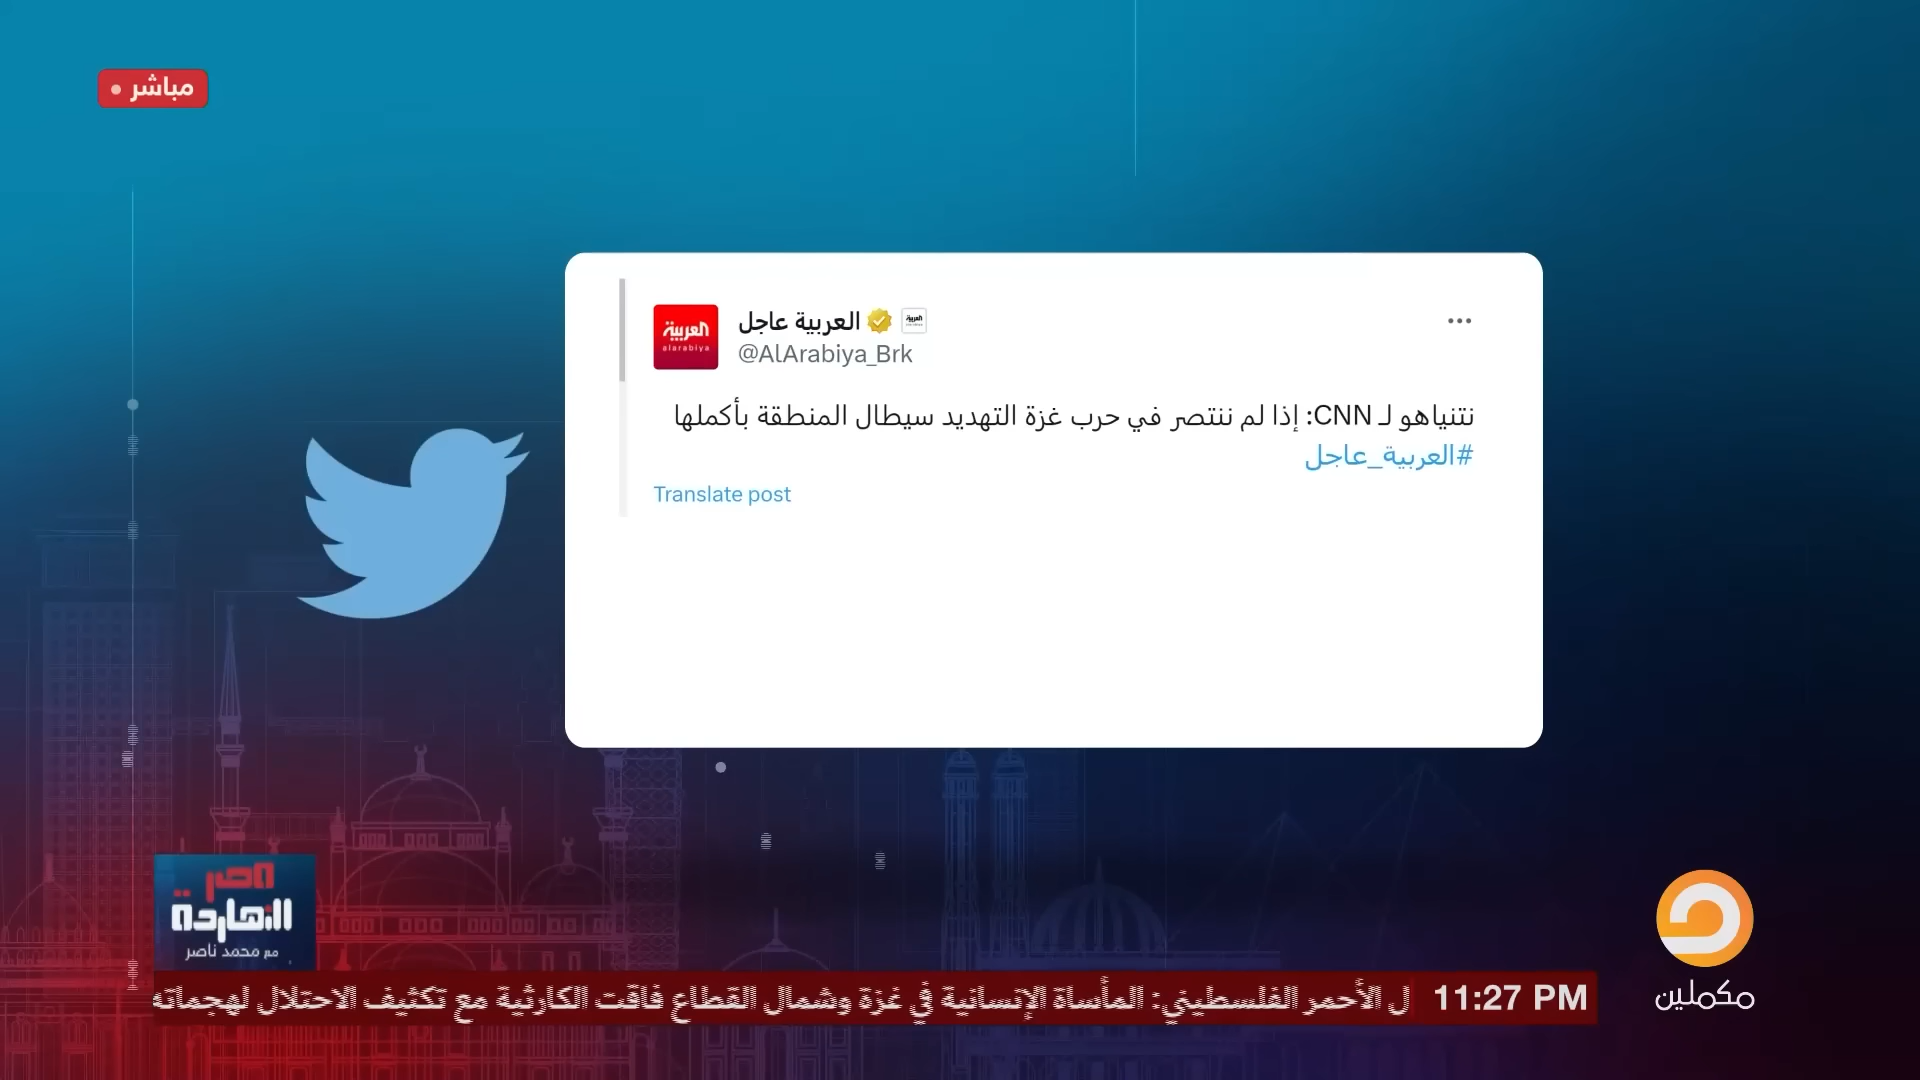 مباشر
العربية عاجل
@AlArabiya_Brk
العربية
alarabiya
نتنياهو لـ CNN: إذا لم ننتصر في حرب غزة التهديد سيطال المنطقة بأكملها
#العربية_عاجل
Translate post
مصر
النهاردة
مع محمد ناصر
11:27 PM
ل الأحمر الفلسطيني: المأساة الإنسانية في غزة وشمال القطاع فاقت الكارثية مع تكثيف الاحتلال لهجماته
مكملين